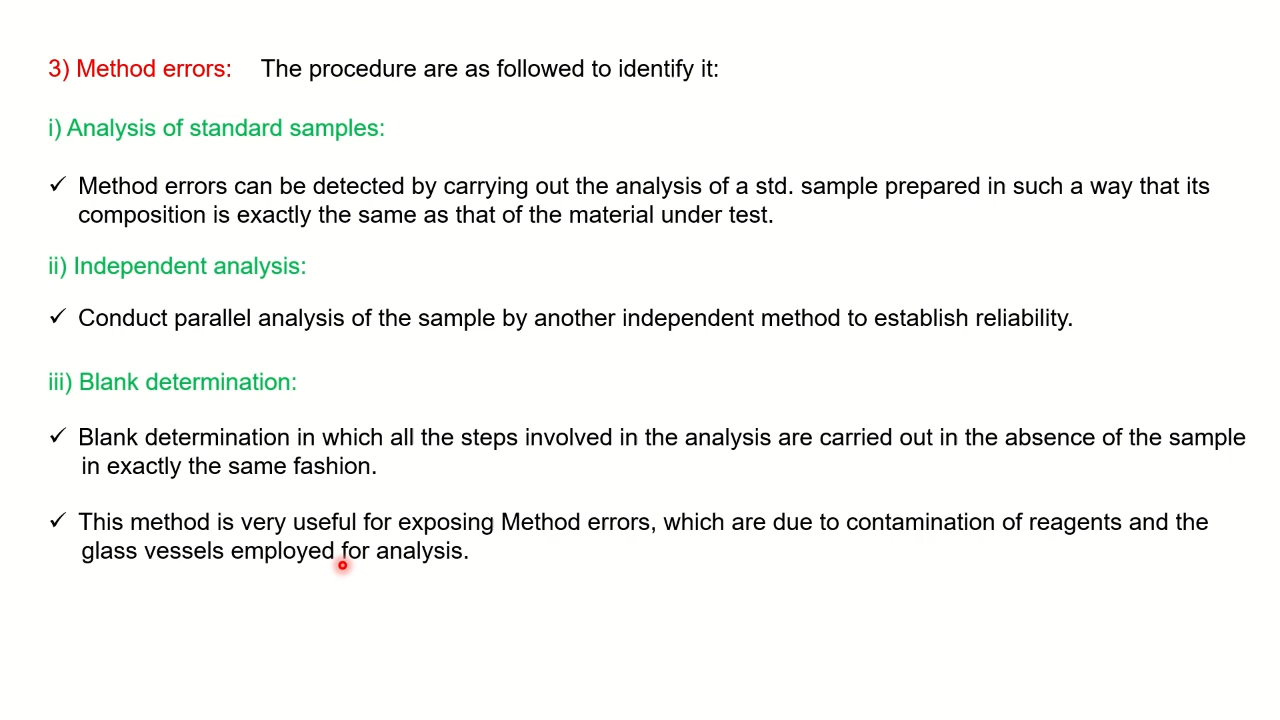 3) Method errors: The procedure are as followed to identify it:
i) Analysis of standard samples:
✓ Method errors can be detected by carrying out the analysis of a std. sample prepared in such a way that its
composition is exactly the same as that of the material under test.
ii) Independent analysis:
✓ Conduct parallel analysis of the sample by another independent method to establish reliability.
iii) Blank determination:
✓ Blank determination in which all the steps involved in the analysis are carried out in the absence of the sample
in exactly the same fashion.
✓ This method is very useful for exposing Method errors, which are due to contamination of reagents and the
glass vessels employed for analysis.